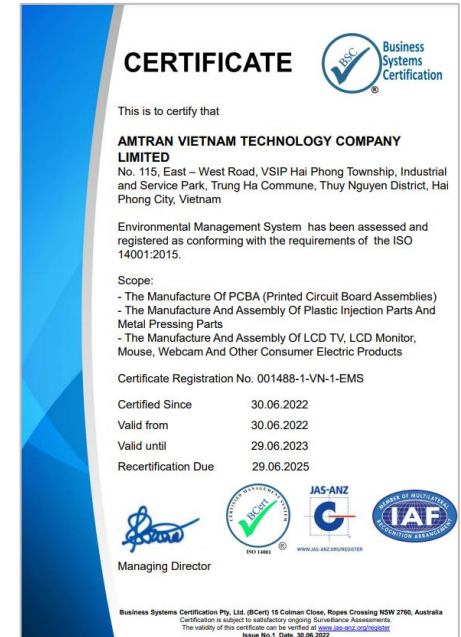 CERTIFICATE
BSC
Business
Systems
Certification
®
This is to certify that
AMTRAN VIETNAM TECHNOLOGY COMPANY
LIMITED
No. 115, East – West Road, VSIP Hai Phong Township, Industrial
and Service Park, Trung Ha Commune, Thuy Nguyen District, Hai
Phong City, Vietnam
Environmental Management System has been assessed and
registered as conforming with the requirements of the ISO
14001:2015.
Scope:
- The Manufacture Of PCBA (Printed Circuit Board Assemblies)
- The Manufacture And Assembly Of Plastic Injection Parts And
Metal Pressing Parts
- The Manufacture And Assembly Of LCD TV, LCD Monitor,
Mouse, Webcam And Other Consumer Electric Products
Certificate Registration No. 001488-1-VN-1-EMS
Certified Since 30.06.2022
Valid from 30.06.2022
Valid until 29.06.2023
Recertification Due 29.06.2025
CERTIFIED MANAGEMENT SYSTEM
BCert
ISO 14001
®
JAS-ANZ
C
WWW.JAS-ANZ.ORG/REGISTER
MEMBER OF MULTILATERAL
IAF
RECOGNITION ARRANGEMENT
Managing Director
Business Systems Certification Pty, Ltd. (BCert) 15 Colman Close, Ropes Crossing NSW 2760, Australia
Certification is subject to satisfactory ongoing Surveillance Assessments.
The validity of this certificate can be verified at www.jas-anz.org/register
Issue No.1 Date. 30.06.2022